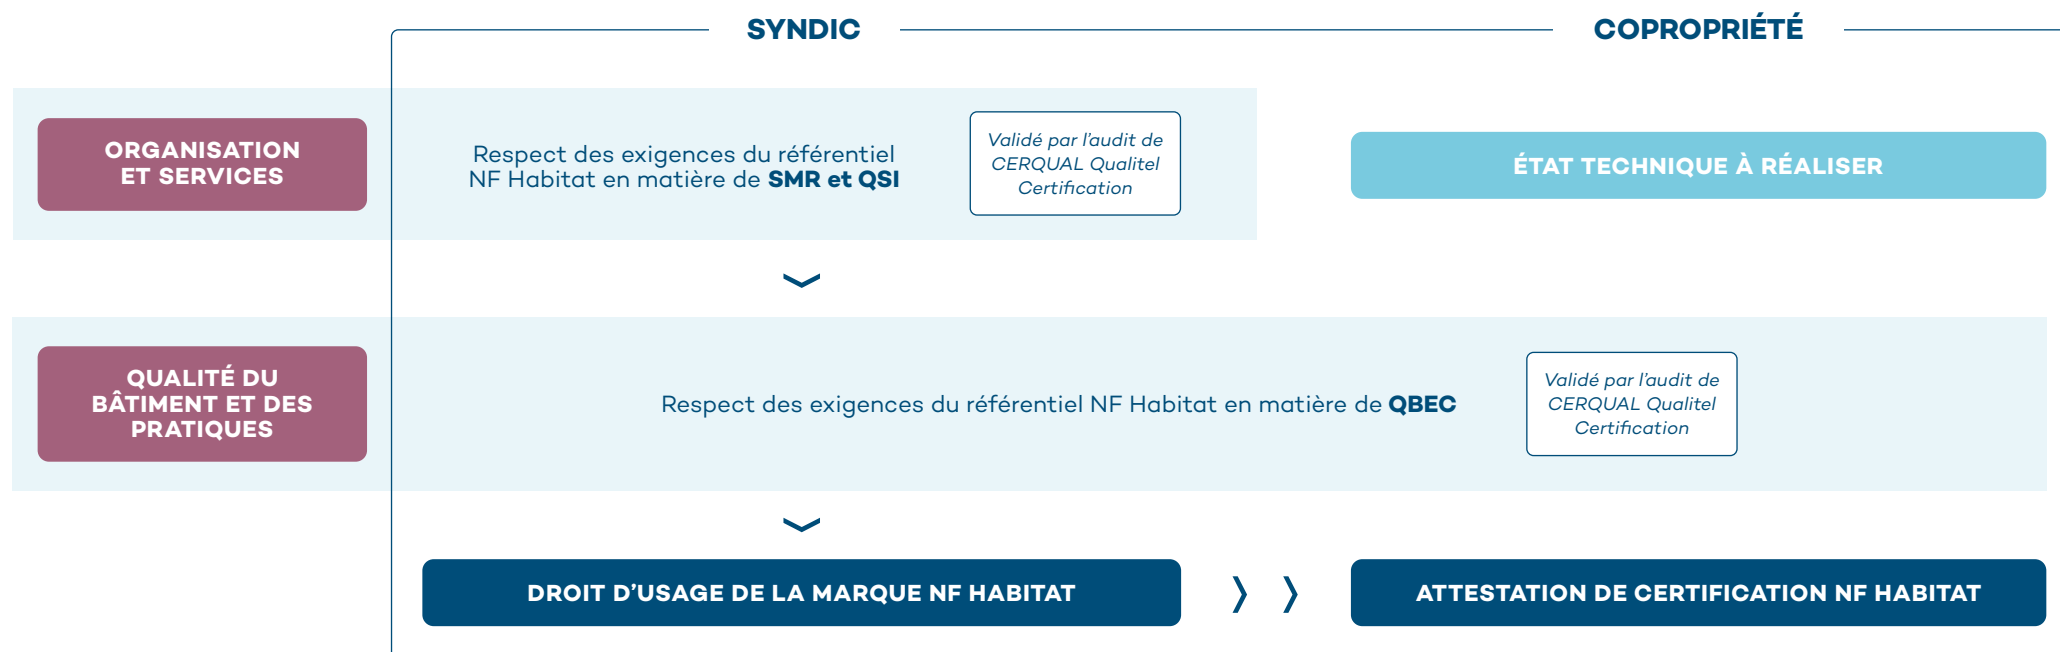 SYNDIC
COPROPRIÉTÉ
ORGANISATION
ET SERVICES
Respect des exigences du référentiel
NF Habitat en matière de SMR et QSI
Validé par l'audit de
CERQUAL Qualitel
Certification
ÉTAT TECHNIQUE À RÉALISER
QUALITÉ DU
BÂTIMENT ET DES
PRATIQUES
Respect des exigences du référentiel NF Habitat en matière de QBEC
Validé par l'audit de
CERQUAL Qualitel
Certification
DROIT D'USAGE DE LA MARQUE NF HABITAT
ATTESTATION DE CERTIFICATION NF HABITAT